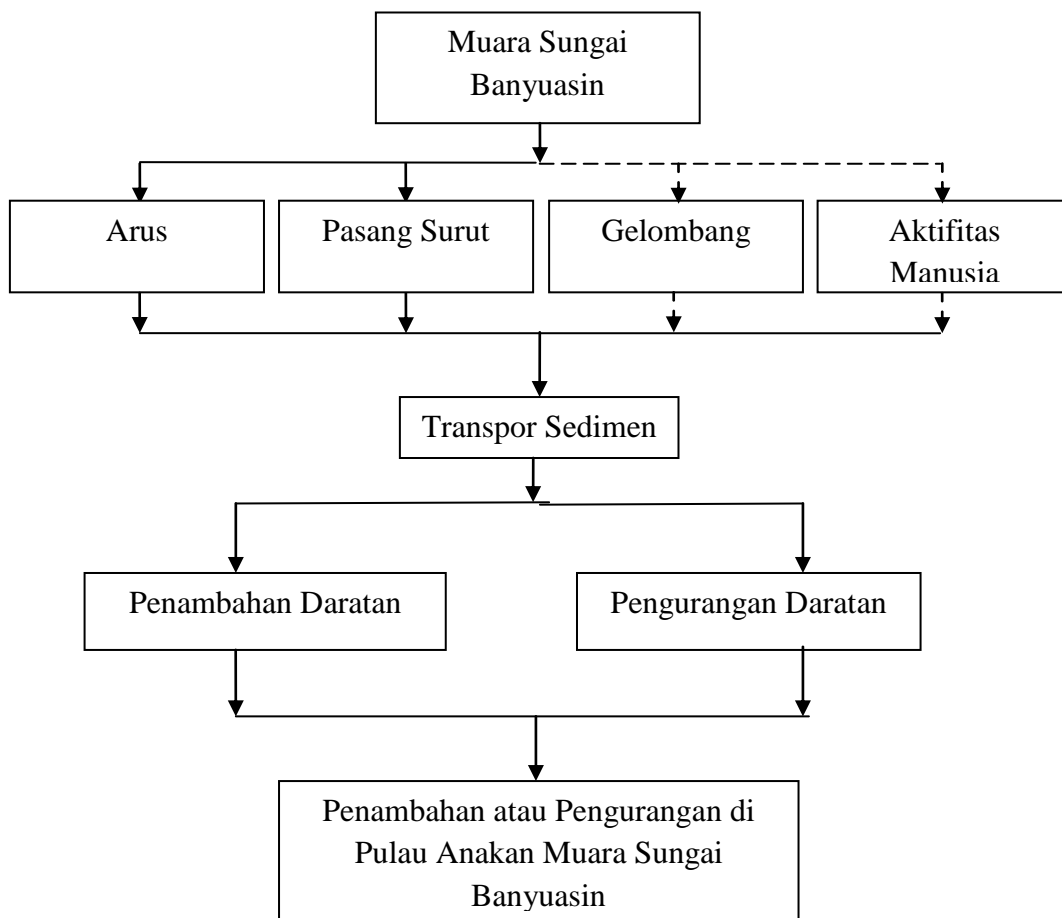 Muara Sungai
Banyuasin
Arus
Pasang Surut
Gelombang
Aktifitas
Manusia
Transpor Sedimen
Penambahan Daratan
Pengurangan Daratan
Penambahan atau Pengurangan di
Pulau Anakan Muara Sungai
Banyuasin